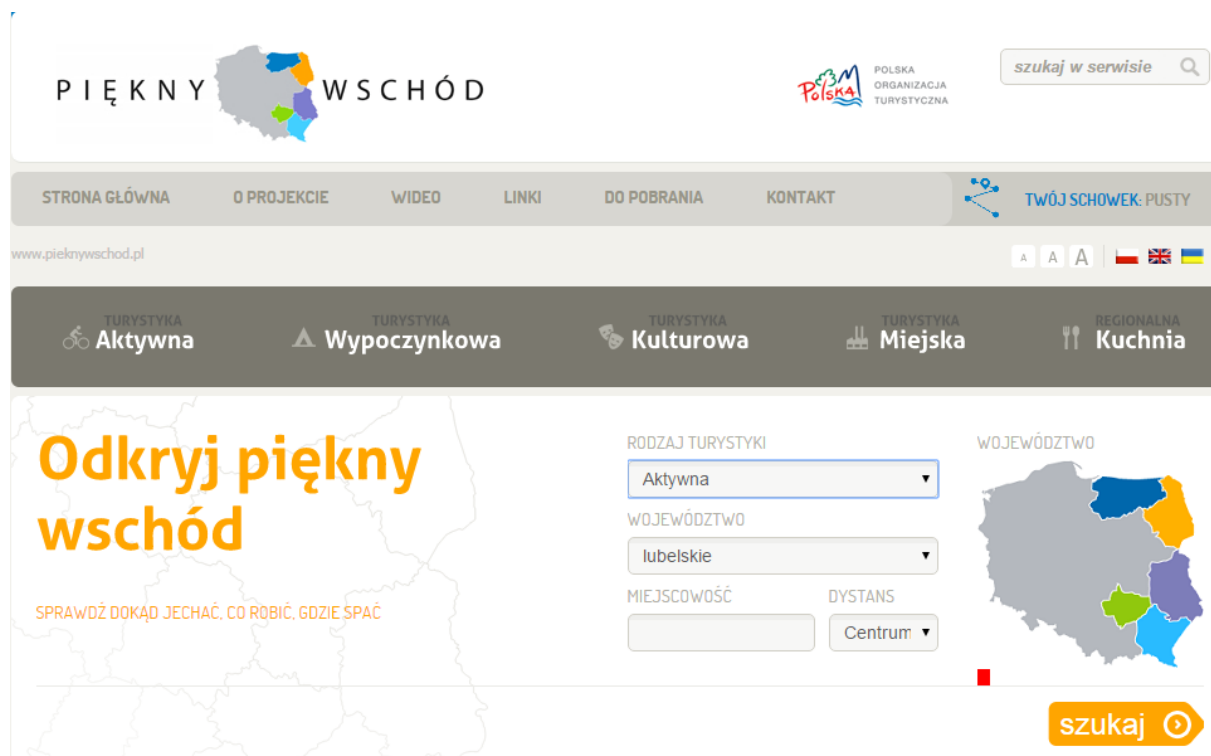 PIĘKNY WSCHÓD
Polska
POLSKA
ORGANIZACJA
TURYSTYCZNA
szukaj w serwisie
STRONA GŁÓWNA O PROJEKCIE WIDEO LINKI DO POBRANIA KONTAKT TWÓJ SCHOWEK: PUSTY
www.pieknywschod.pl
A A A
TURYSTYKA
Aktywna
TURYSTYKA
Wypoczynkowa
TURYSTYKA
Kulturowa
TURYSTYKA
Miejska
REGIONALNA
Kuchnia
Odkryj piękny
wschód
SPRAWDŹ DOKĄD JECHAĆ, CO ROBIĆ, GDZIE SPAĆ
RODZAJ TURYSTYKI
Aktywna
WOJEWÓDZTWO
lubelskie
MIEJSCOWOŚĆ DYSTANS
Centrum
WOJEWÓDZTWO
szukaj